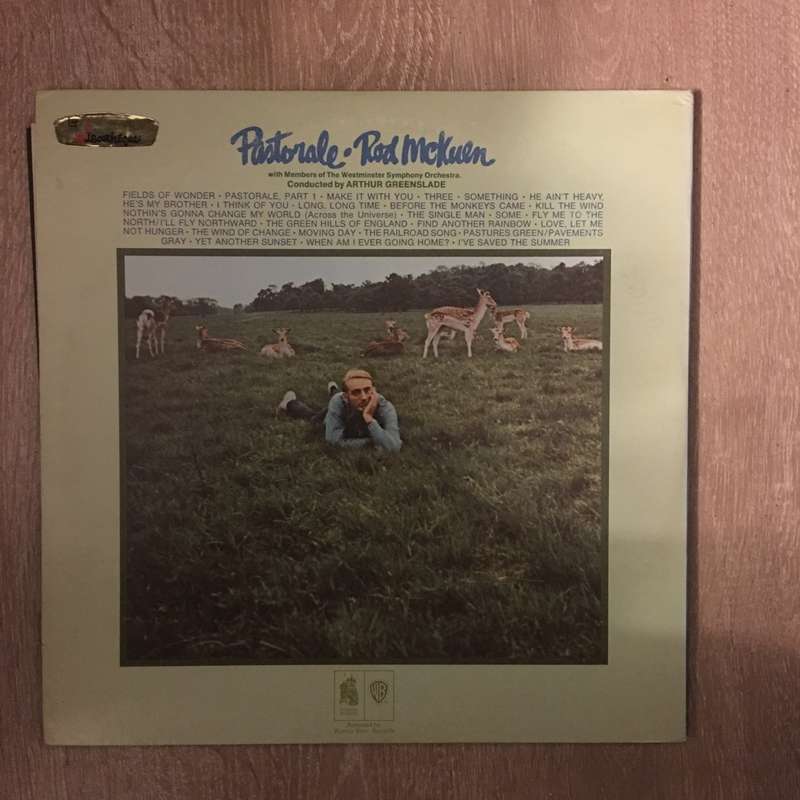 Pastorale • Rod McKuen
with Members of The Westminster Symphony Orchestra.
Conducted by ARTHUR GREENSLADE
FIELDS OF WONDER • PASTORALE, PART 1 • MAKE IT WITH YOU • THREE • SOMETHING • HE AIN'T HEAVY,
HE'S MY BROTHER • I THINK OF YOU • LONG, LONG TIME • BEFORE THE MONKEYS CAME • KILL THE WIND
NOTHIN'S GONNA CHANGE MY WORLD (Across the Universe) • THE SINGLE MAN • SOME • FLY ME TO THE
NORTH/I'LL FLY NORTHWARD • THE GREEN HILLS OF ENGLAND • FIND ANOTHER RAINBOW • LOVE, LET ME
NOT HUNGER • THE WIND OF CHANGE • MOVING DAY • THE RAILROAD SONG • PASTURES GREEN/PAVEMENTS
GRAY • YET ANOTHER SUNSET • WHEN AM I EVER GOING HOME? • I'VE SAVED THE SUMMER
WB